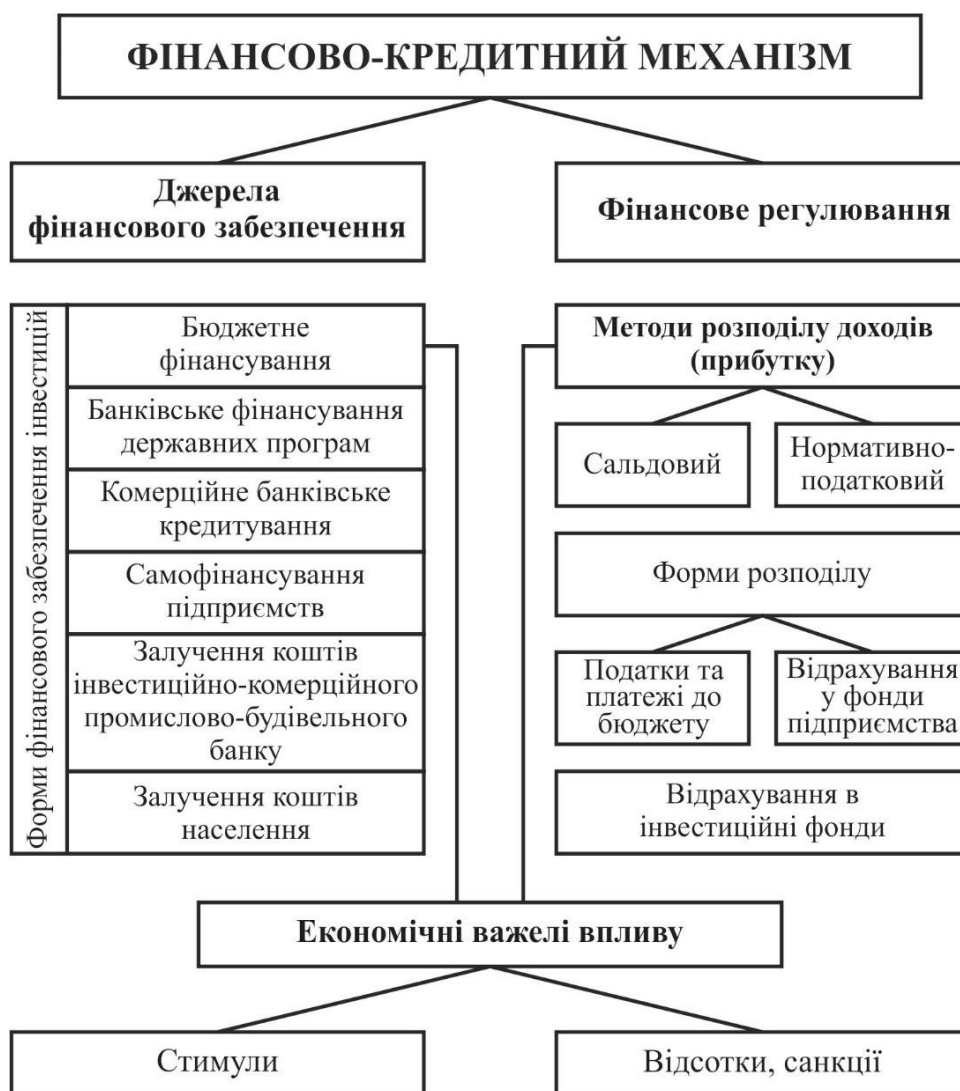 ФІНАНСОВО-КРЕДИТНИЙ МЕХАНІЗМ
Джерела
фінансового забезпечення
Фінансове регулювання
Форми фінансового забезпечення інвестицій
Бюджетне
фінансування
Банківське фінансування
державних програм
Комерційне банківське
кредитування
Самофінансування
підприємств
Залучення коштів
інвестиційно-комерційного
промислово-будівельного
банку
Залучення коштів
населення
Методи розподілу доходів
(прибутку)
Сальдовий
Нормативно-
податковий
Форми розподілу
Податки та
платежі до
бюджету
Відрахування
у фонди
підприємства
Відрахування в
інвестиційні фонди
Економічні важелі впливу
Стимули
Відсотки, санкції